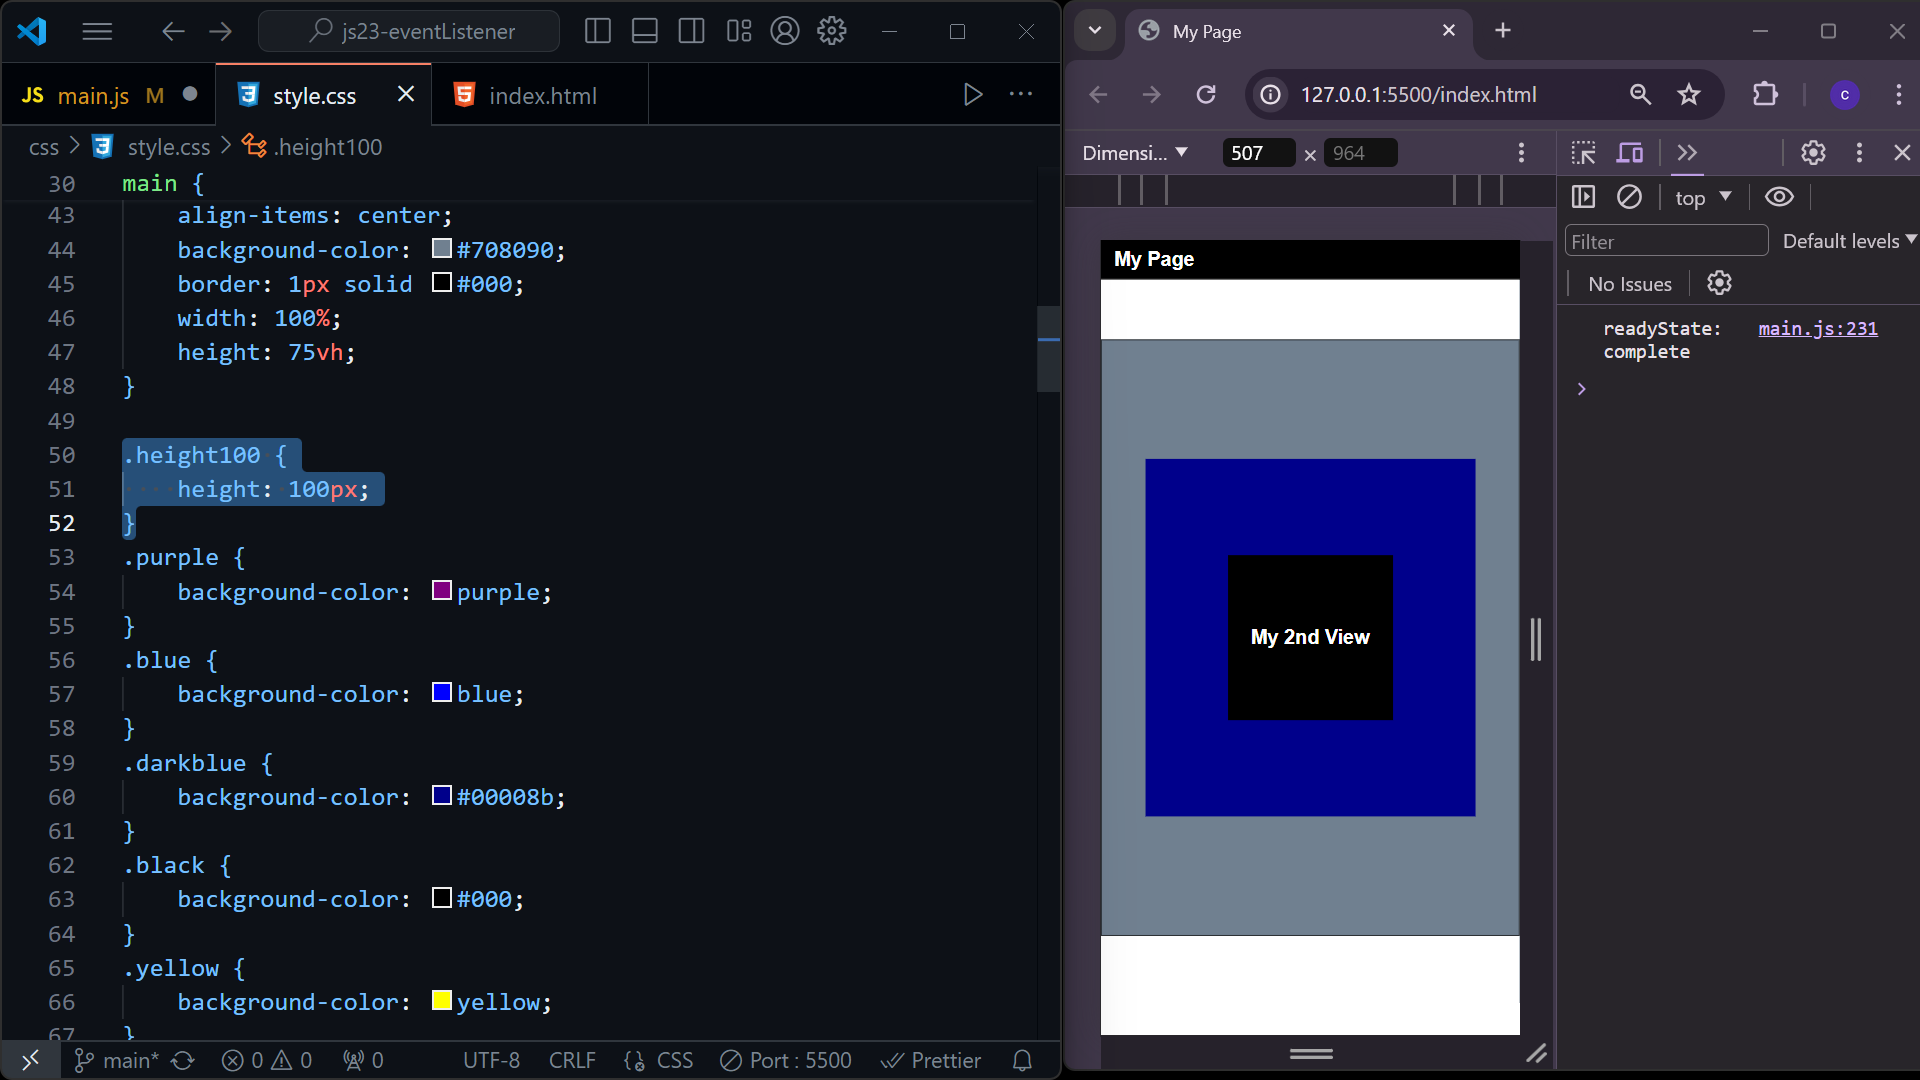 js23-eventListener
JS main.js M
style.css
index.html
css > style.css > .height100
30 main {
43 align-items: center;
44 background-color: #708090;
45 border: 1px solid #000;
46 width: 100%;
47 height: 75vh;
48 }
49
50 .height100 {
51 height: 100px;
52 }
53 .purple {
54 background-color: purple;
55 }
56 .blue {
57 background-color: blue;
58 }
59 .darkblue {
60 background-color: #00008b;
61 }
62 .black {
63 background-color: #000;
64 }
65 .yellow {
66 background-color: yellow;
67 }
main* 0 0 0 UTF-8 CRLF {} CSS Port : 5500 Prettier
My Page
127.0.0.1:5500/index.html
c
Dimensi... 507 × 964
My Page
My 2nd View
top
Filter
Default levels
No Issues
readyState: main.js:231
complete